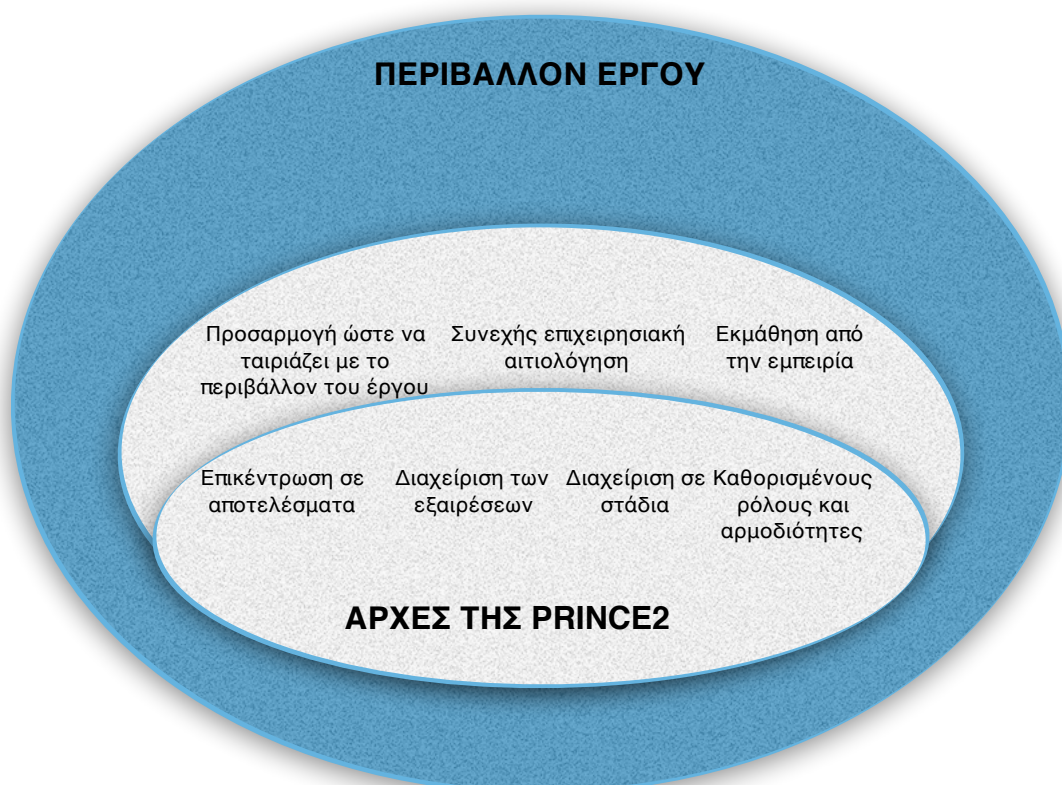 ΠΕΡΙΒΑΛΛΟΝ ΕΡΓΟΥ
Προσαρμογή ώστε να
ταιριάζει με το
περιβάλλον του έργου
Συνεχής επιχειρησιακή
αιτιολόγηση
Εκμάθηση από
την εμπειρία
Επικέντρωση σε
αποτελέσματα
Διαχείριση των
εξαιρέσεων
Διαχείριση σε
στάδια
Καθορισμένους
ρόλους και
αρμοδιότητες
ΑΡΧΕΣ ΤΗΣ PRINCE2